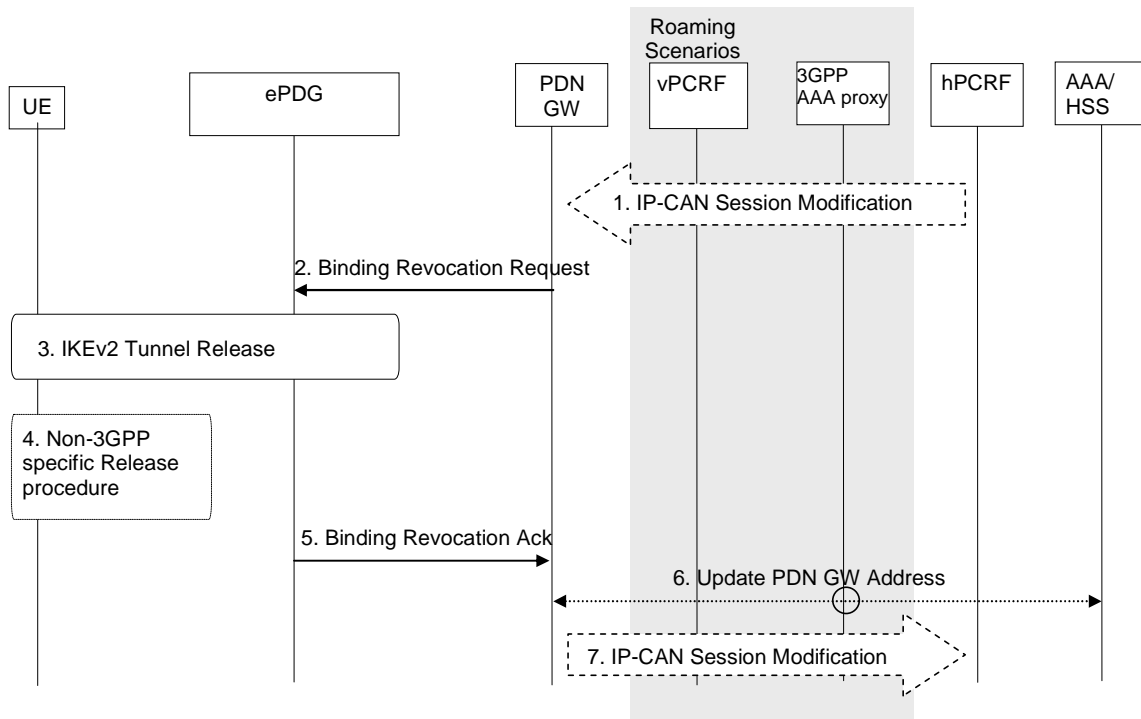 Roaming
Scenarios
UE
ePDG
PDN
GW
vPCRF
3GPP
AAA proxy
hPCRF
AAA/
HSS
1. IP-CAN Session Modification
2. Binding Revocation Request
3. IKEv2 Tunnel Release
4. Non-3GPP
specific Release
procedure
5. Binding Revocation Ack
6. Update PDN GW Address
7. IP-CAN Session Modification